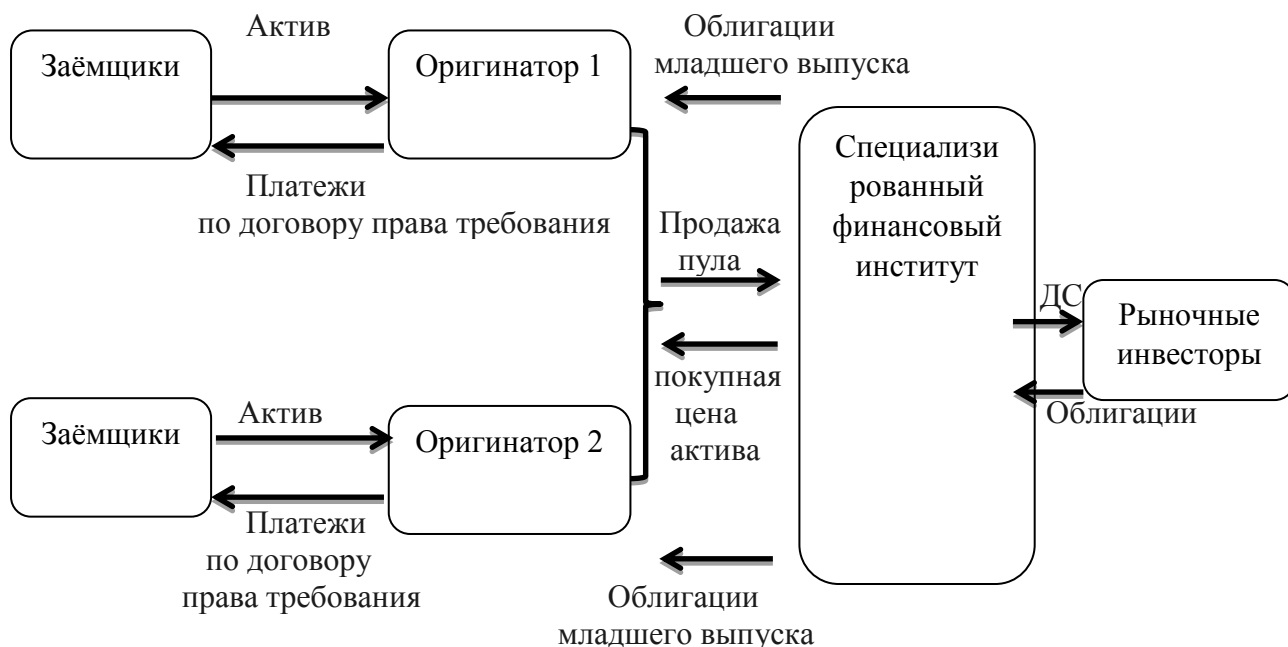 Актив
Заёмщики
Оригинатор 1
Облигации
младшего выпуска
Платежи
по договору права требования
Продажа
пула
Специализи
рованный
финансовый
институт
ДС
Рыночные
инвесторы
Облигации
покупная
цена
актива
Заёмщики
Актив
Оригинатор 2
Платежи
по договору
права требования
Облигации
младшего выпуска